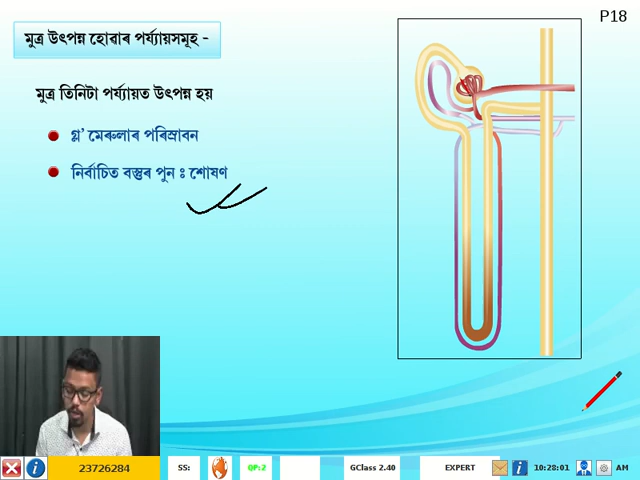 P18
মুত্ৰ উৎপন্ন হোৱাৰ পৰ্য্যায়সমূহ -
মুত্ৰ তিনিটা পৰ্য্যায়ত উৎপন্ন হয়
গ্ল' মেৰুলাৰ পৰিস্ৰাবন
নিৰ্বাচিত বস্তুৰ পুন ঃ শোষণ
23726284 SS: GP:2 GClass 2.40 EXPERT 10:28:01 AM